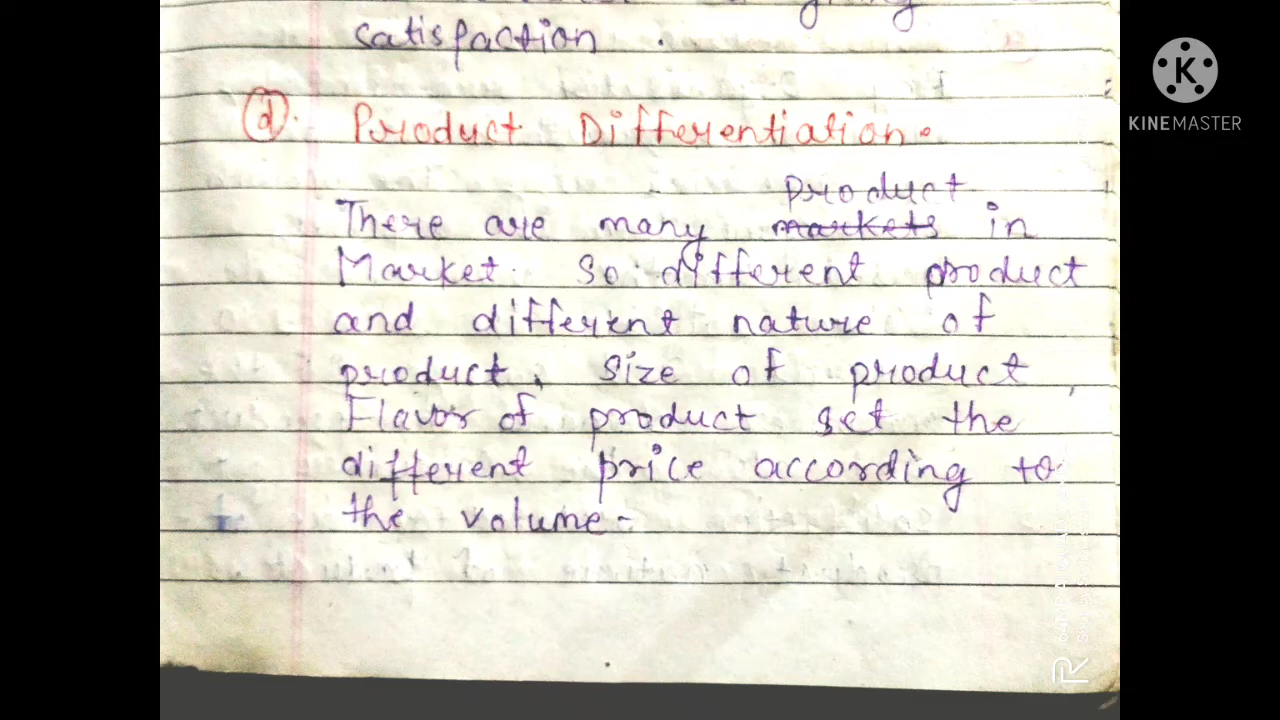 satisfaction .
(d). Product Differentiation.
product
There are many markets in
Market. So different product
and different nature of
product, size of product,
Flavor of product set the
different price according to
the volume-
K
KINEMASTER